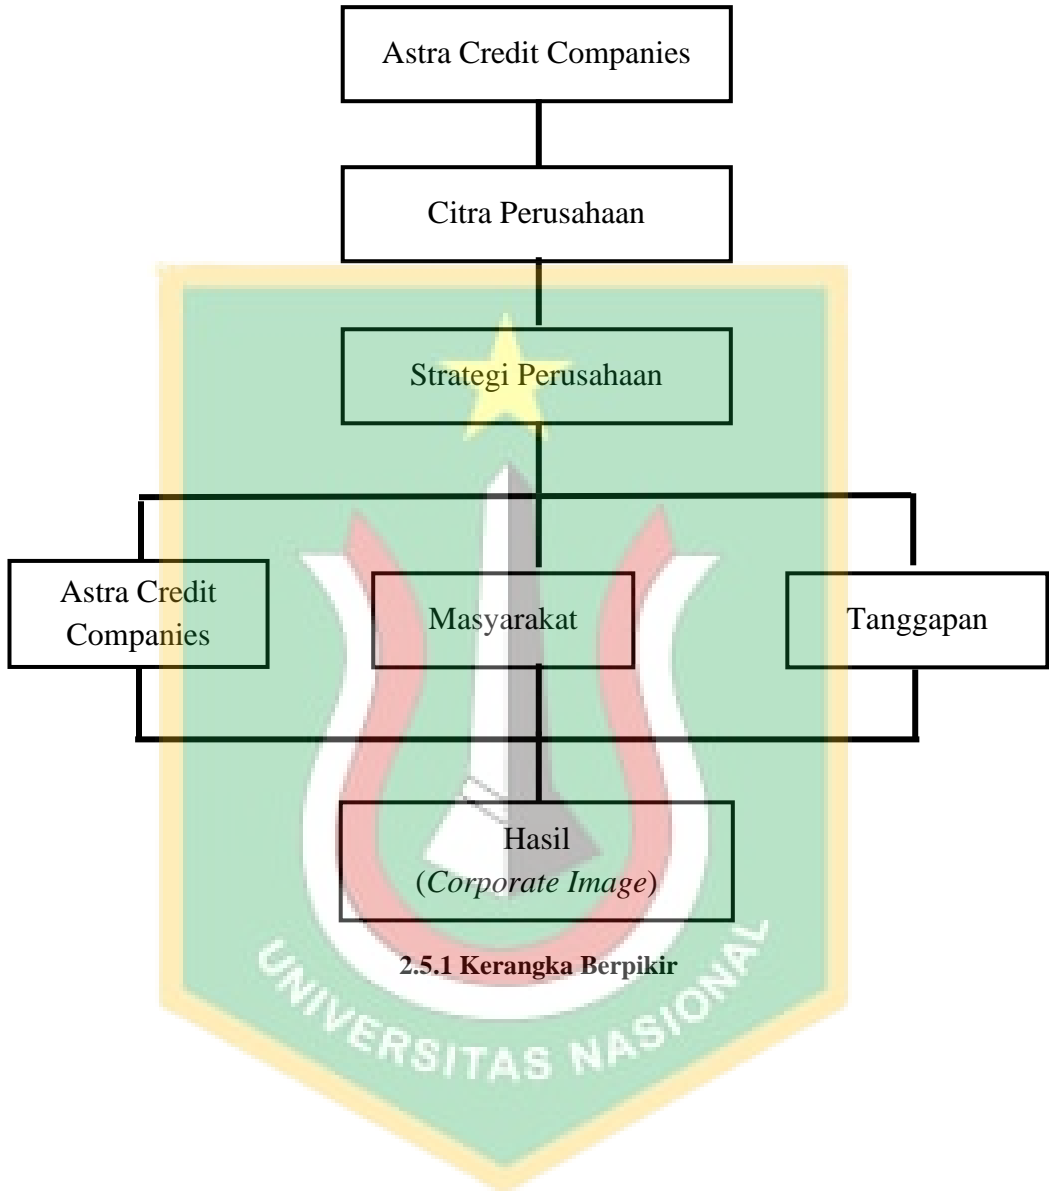 Astra Credit Companies
Citra Perusahaan
Strategi Perusahaan
Astra Credit
Companies
Masyarakat
Tanggapan
Hasil
(Corporate Image)
2.5.1 Kerangka Berpikir
UNIVERSITAS NASIONAL